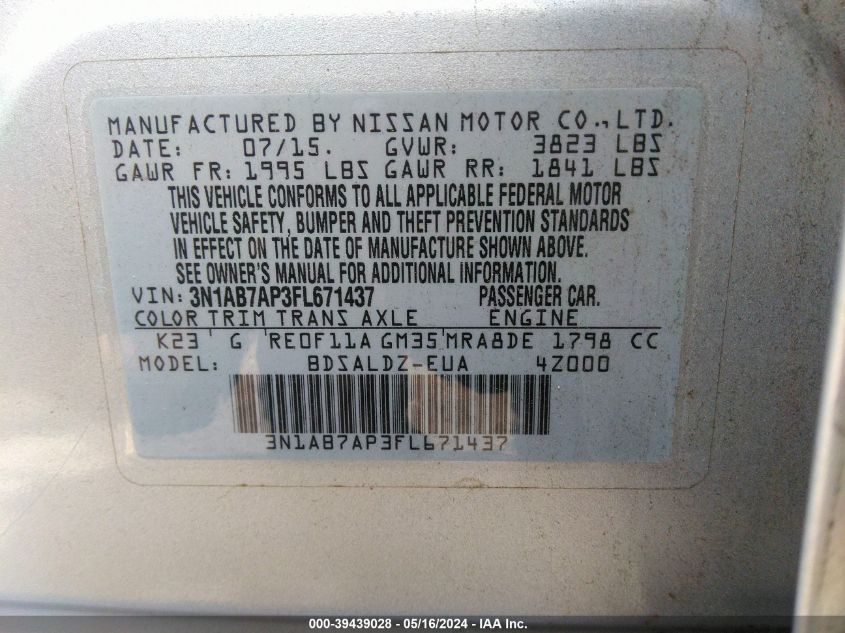 MANUFACTURED BY NISSAN MOTOR CO., LTD.
DATE: 07/15. GVWR: 3823 LBS
GAWR FR: 1995 LBS GAWR RR: 1841 LBS
THIS VEHICLE CONFORMS TO ALL APPLICABLE FEDERAL MOTOR
VEHICLE SAFETY, BUMPER AND THEFT PREVENTION STANDARDS
IN EFFECT ON THE DATE OF MANUFACTURE SHOWN ABOVE.
SEE OWNER'S MANUAL FOR ADDITIONAL INFORMATION.
VIN: 3N1AB7AP3FL671437 PASSENGER CAR.
COLOR TRIM TRANS AXLE ENGINE
K23 G RE0F11A GM35 MRA8DE 1798 CC
MODEL: BDSALDZ-EUA 4Z000
3N1AB7AP3FL671437
000-39439028 - 05/16/2024 - IAA Inc.